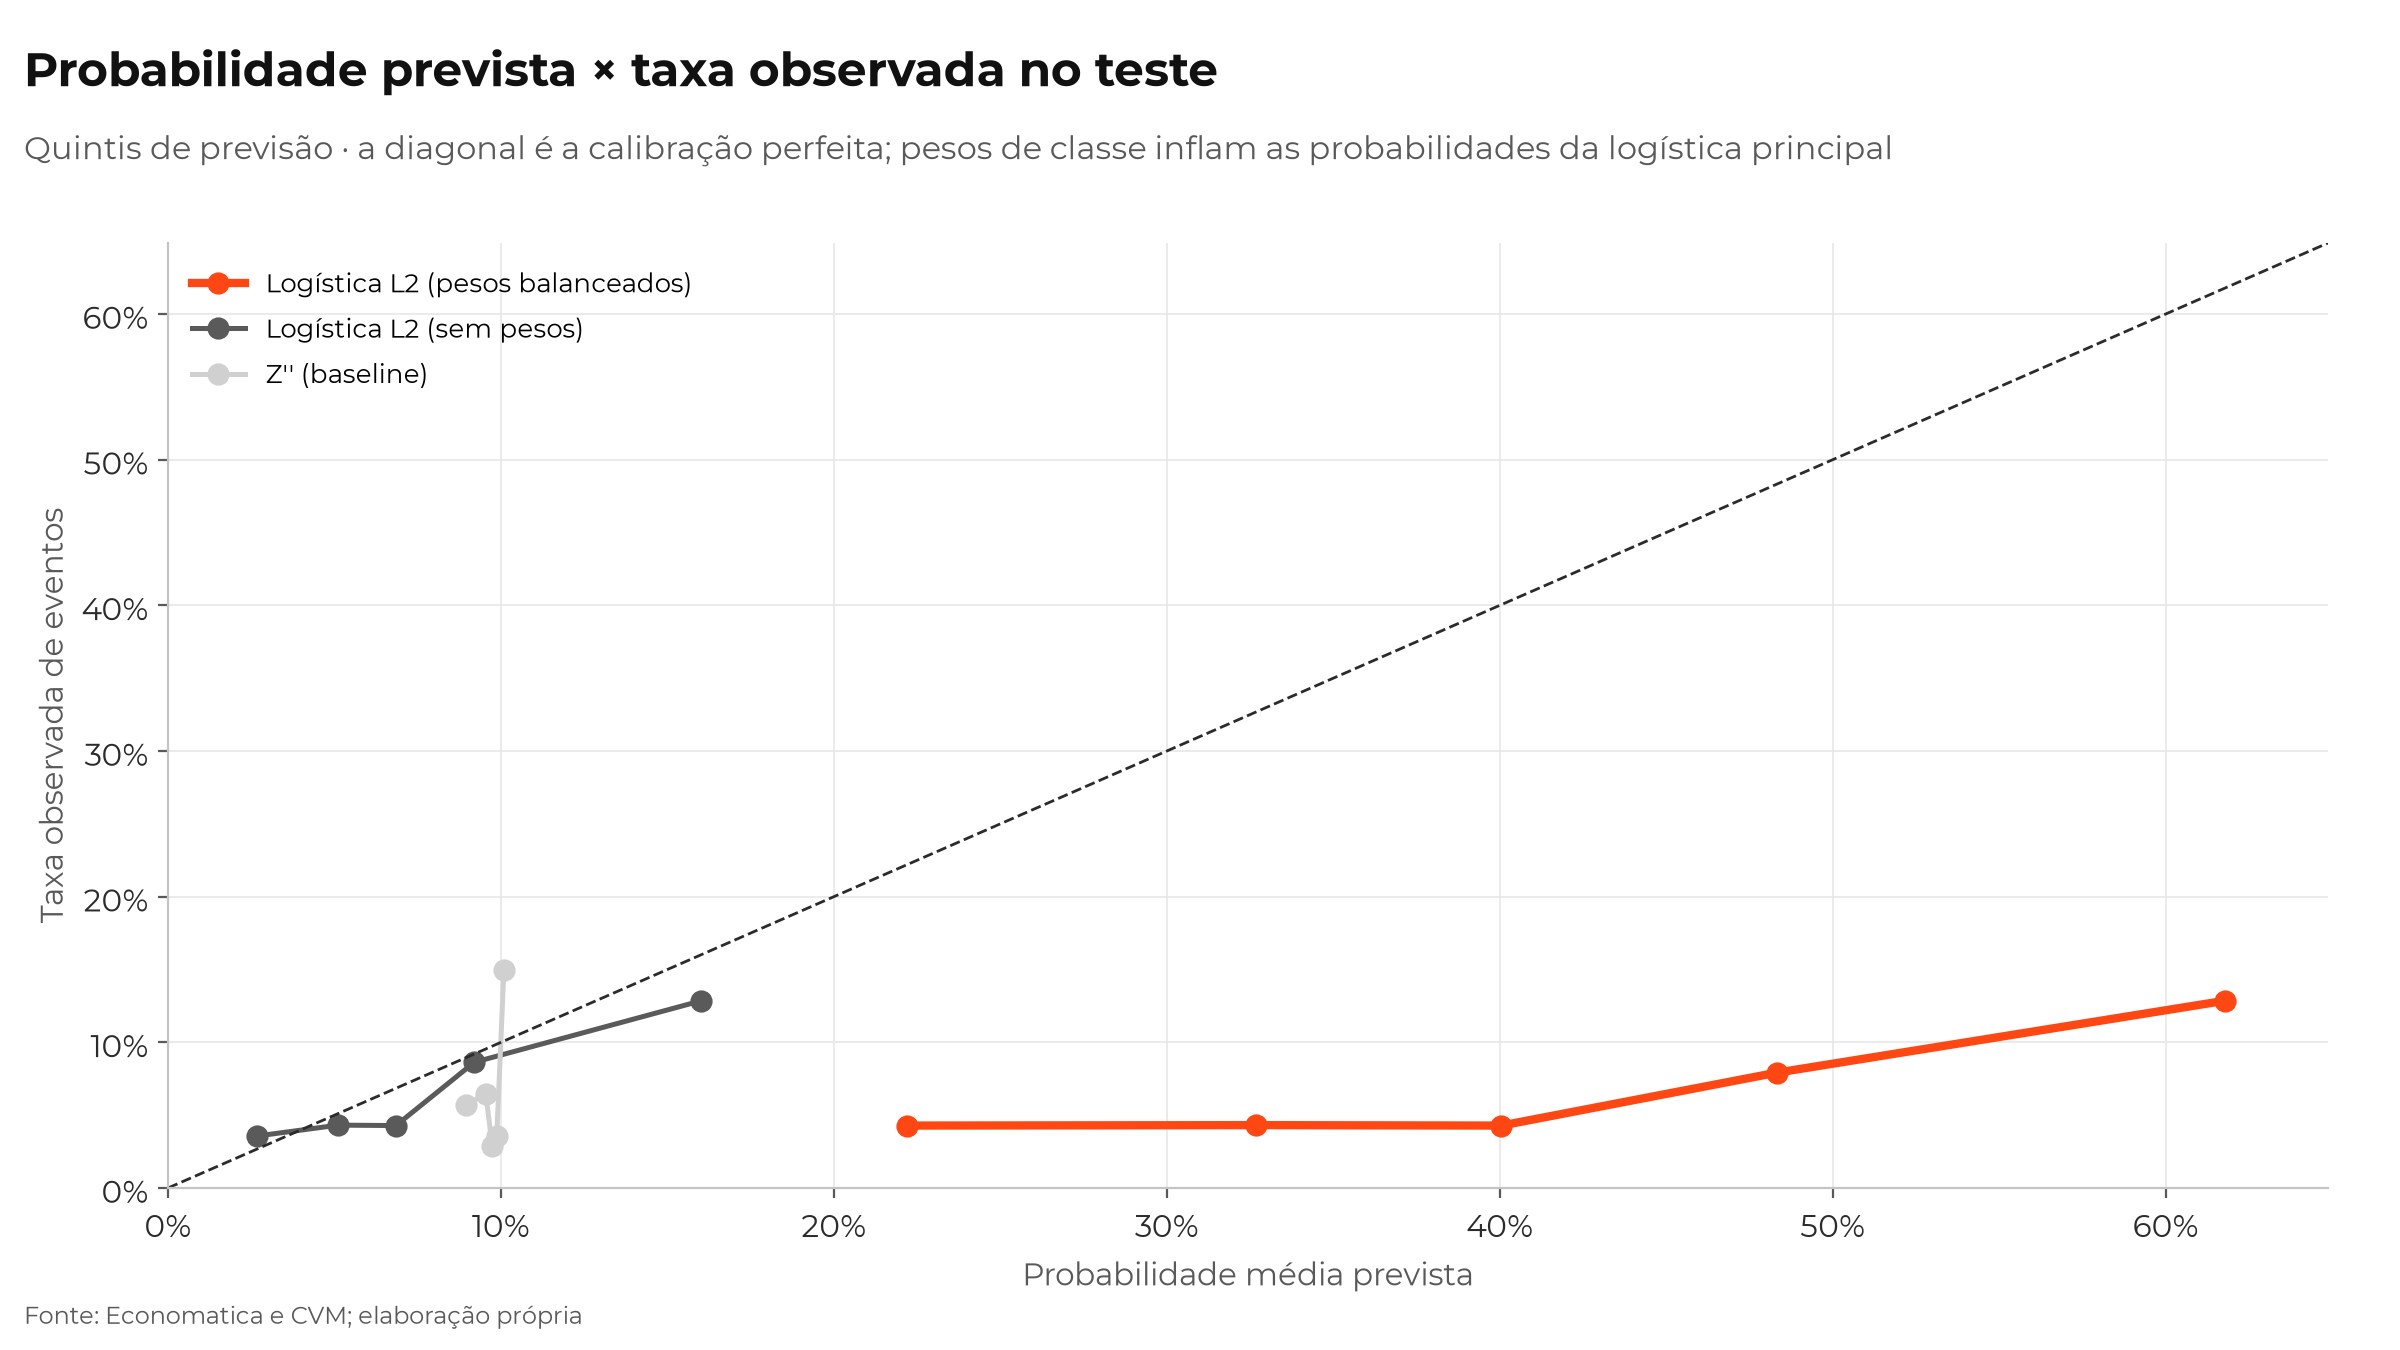 Probabilidade prevista × taxa observada no teste
Quintis de previsão · a diagonal é a calibração perfeita; pesos de classe inflam as probabilidades da logística principal
Logística L2 (pesos balanceados)
Logística L2 (sem pesos)
Z'' (baseline)
60%
50%
40%
30%
20%
10%
0%
Taxa observada de eventos
0%
10%
20%
30%
40%
50%
60%
Probabilidade média prevista
Fonte: Economatica e CVM; elaboração própria